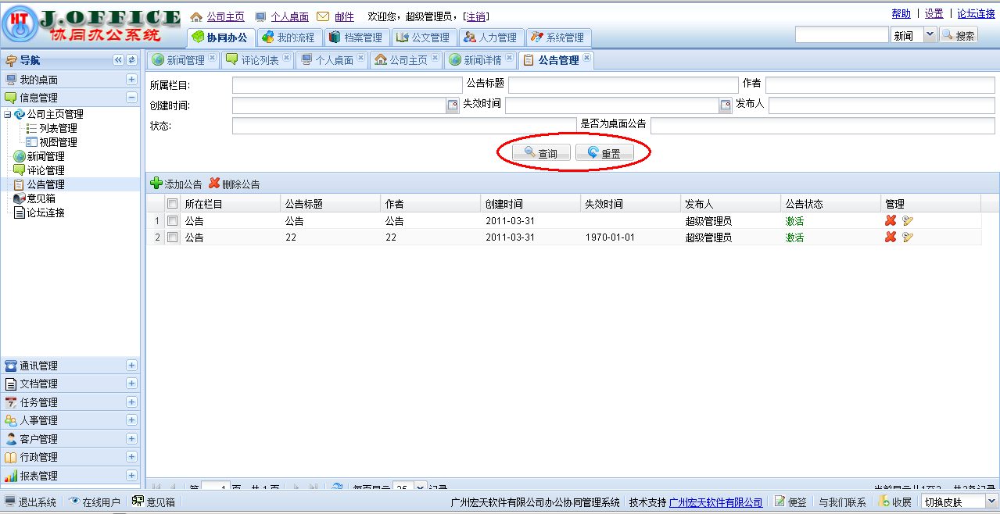 HT J.OFFICE
协同办公系统
公司主页 个人桌面 邮件 欢迎您，超级管理员，[注销]
帮助 | 设置 | 论坛连接
协同办公 我的流程 档案管理 公文管理 人力管理 系统管理
新闻 搜索
导航
我的桌面
信息管理
公司主页管理
列表管理
视图管理
新闻管理
评论管理
公告管理
意见箱
论坛连接
通讯管理
文档管理
任务管理
人事管理
客户管理
行政管理
报表管理
新闻管理 评论列表 个人桌面 公司主页 新闻详情 公告管理
所属栏目: 公告标题 作者
创建时间: 失效时间 发布人
状态: 是否为桌面公告
查询 重置
添加公告 删除公告
所在栏目 公告标题 作者 创建时间 失效时间 发布人 公告状态 管理
1 公告 公告 公告 2011-03-31 超级管理员 激活
2 公告 22 22 2011-03-31 1970-01-01 超级管理员 激活
第 1 页 共 1 页 每页显示 25 记录 当前显示从1至2, 共2条记录
退出系统 在线用户 意见箱
广州宏天软件有限公司办公协同管理系统 技术支持 广州宏天软件有限公司 便签 与我们联系 收展 切换皮肤